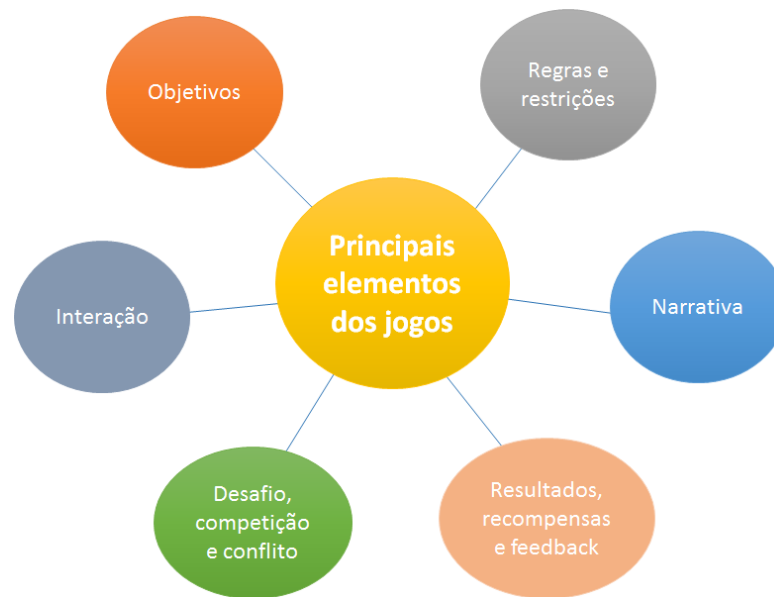 Objetivos
Regras e
restrições
Principais
elementos
dos jogos
Interação
Narrativa
Desafio,
competição
e conflito
Resultados,
recompensas
e feedback